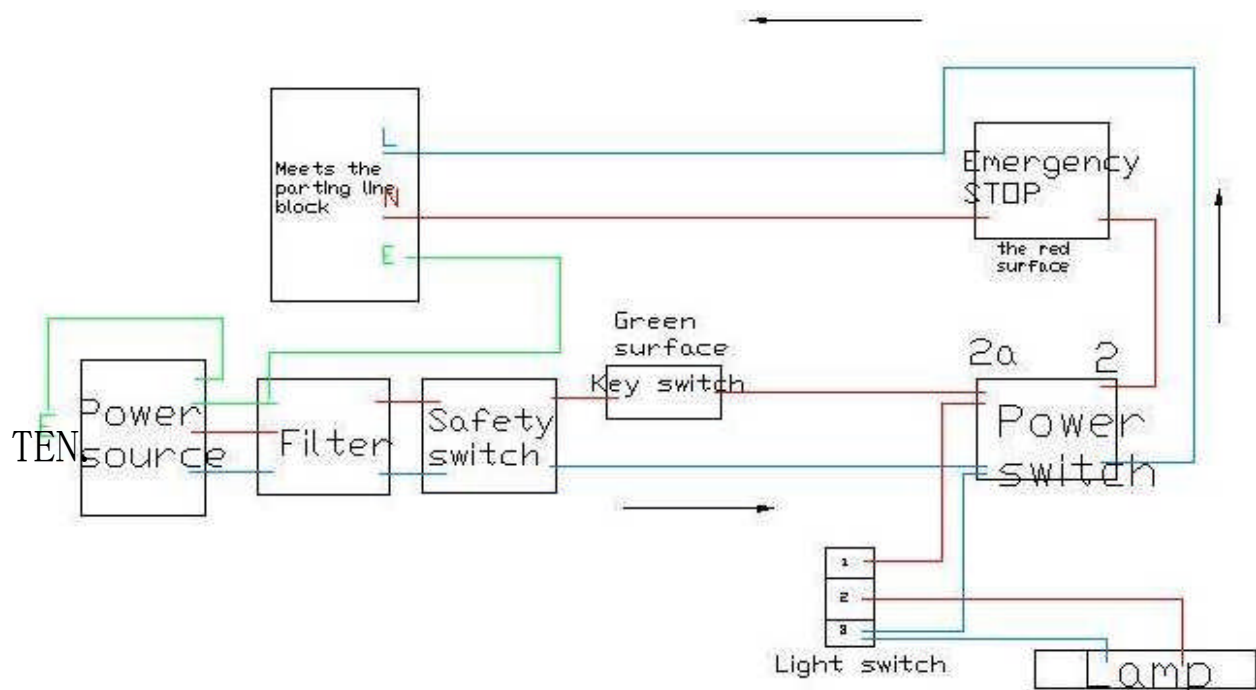 L
Meets the
parting line
block
N
E
Emergency
STOP
the red
surface
Green
surface
Key switch
2a
2
E
TEN.
Power
source
Filter
Safety
switch
Power
switch
1
2
3
Light switch
Lamp